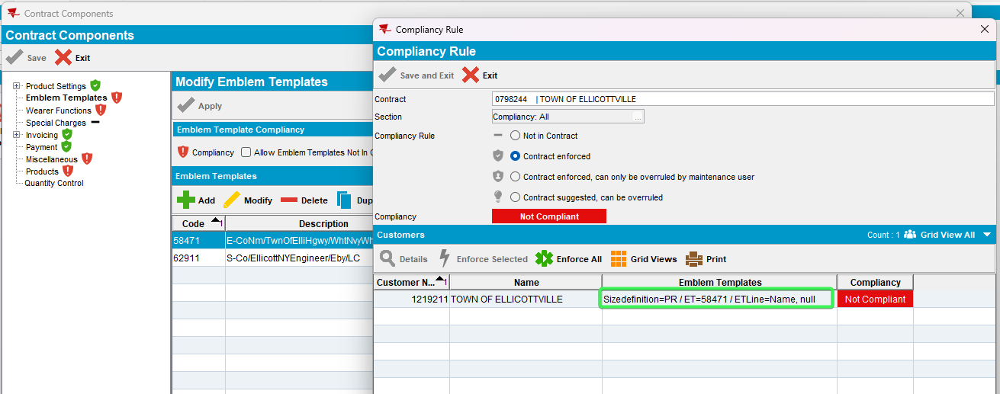 Contract Components
Contract Components
Save
Exit
Product Settings
Emblem Templates
Wearer Functions
Special Charges
Invoicing
Payment
Miscellaneous
Products
Quantity Control
Modify Emblem Templates
Apply
Emblem Template Compliancy
Compliancy
Allow Emblem Templates Not In C
Emblem Templates
Add
Modify
Delete
Dup
Code 1 Description
58471 E-CoNm/TwnOfElliHgwy/WhtNvyWh
62911 S-Co/EllicottNYEngineer/Eby/LC
Compliancy Rule
Compliancy Rule
Save and Exit
Exit
Contract 0798244 | TOWN OF ELLICOTTVILLE
Section Compliancy: All ...
Compliancy Rule Not in Contract
Contract enforced
Contract enforced, can only be overruled by maintenance user
Contract suggested, can be overruled
Compliancy Not Compliant
Customers Count : 1 Grid View All
Details
Enforce Selected
Enforce All
Grid Views
Print
Customer N... 1 Name Emblem Templates Compliancy
1219211 TOWN OF ELLICOTTVILLE Sizedefinition=PR / ET=58471 / ETLine=Name, null Not Compliant